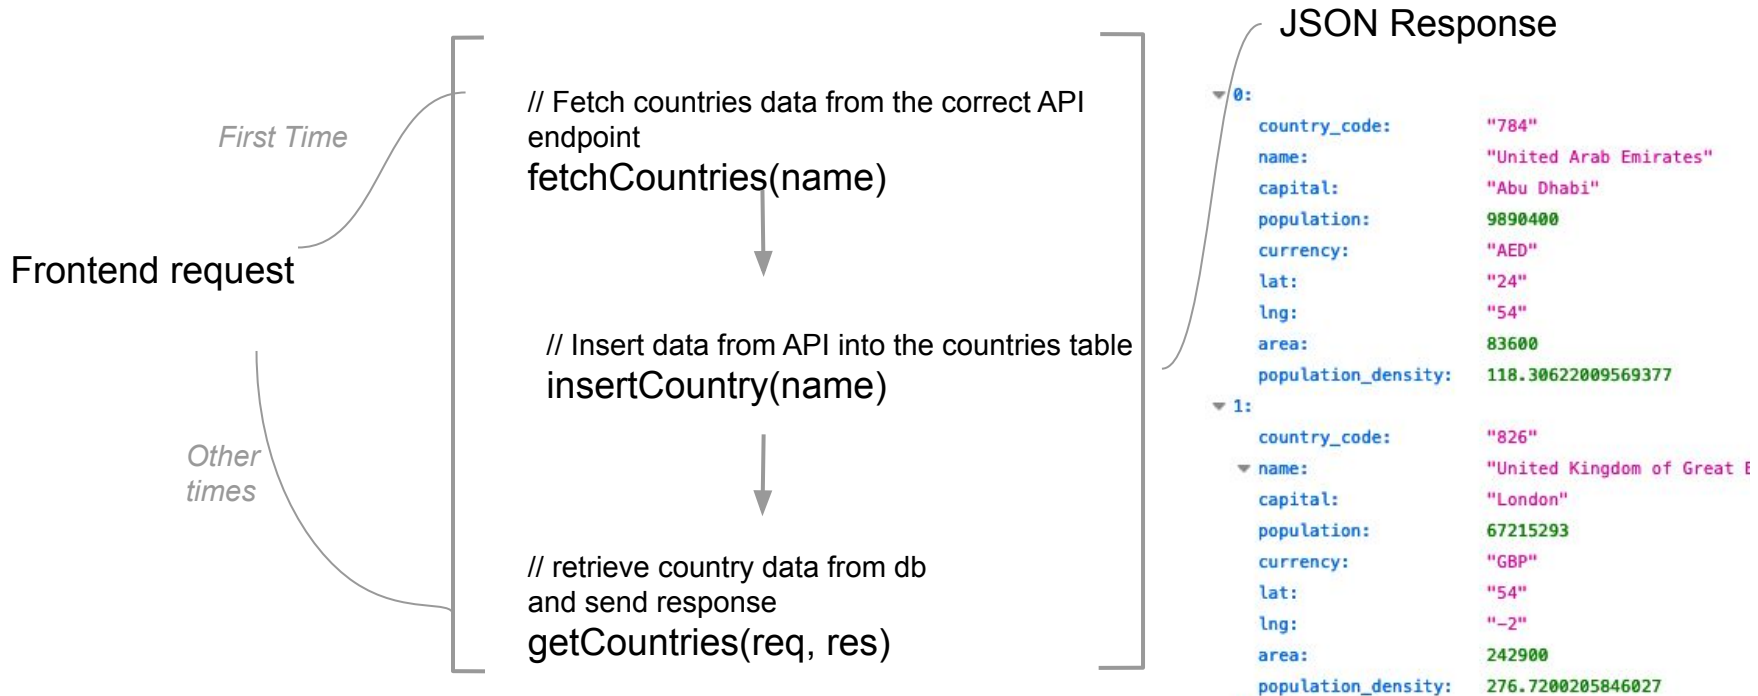 First Time
Frontend request
Other
times
// Fetch countries data from the correct API
endpoint
fetchCountries(name)
// Insert data from API into the countries table
insertCountry(name)
// retrieve country data from db
and send response
getCountries(req, res)
JSON Response
0:
country_code: "784"
name: "United Arab Emirates"
capital: "Abu Dhabi"
population: 9890400
currency: "AED"
lat: "24"
lng: "54"
area: 83600
population_density: 118.30622009569377
1:
country_code: "826"
name: "United Kingdom of Great
capital: "London"
population: 67215293
currency: "GBP"
lat: "54"
lng: "-2"
area: 242900
population_density: 276.7200205846027